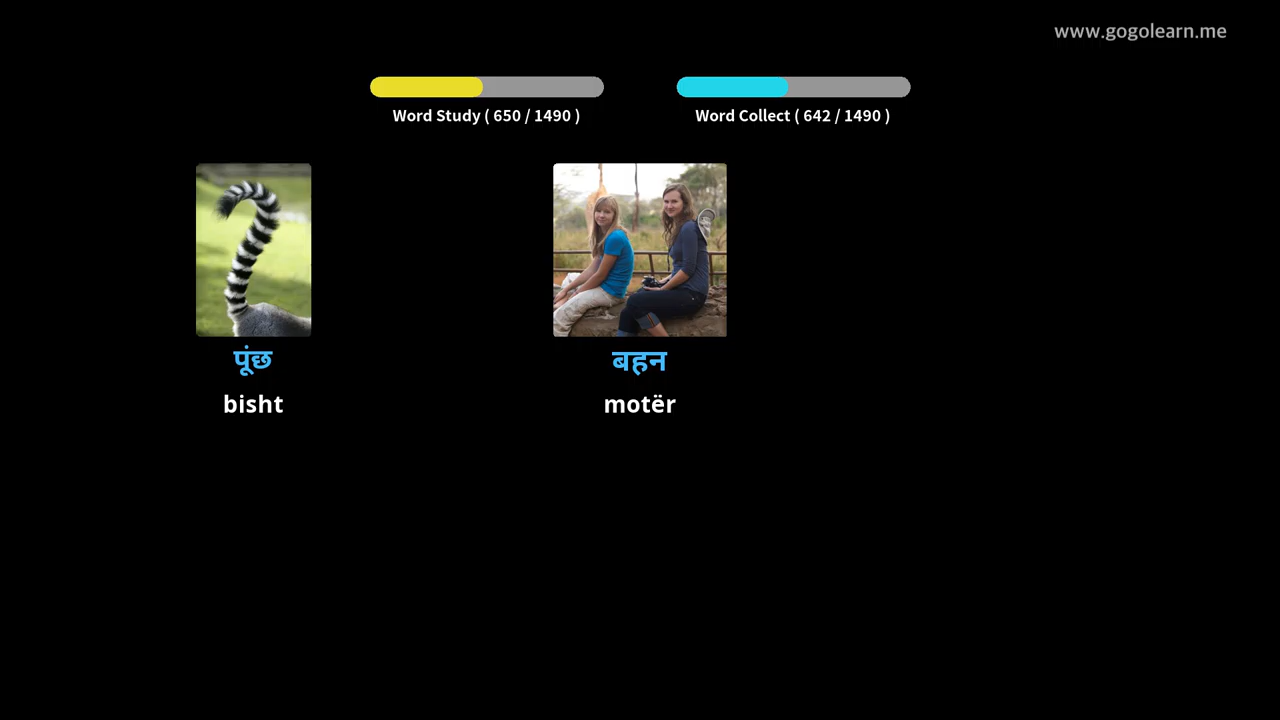 www.gogolearn.me
Word Study ( 650 / 1490 )
Word Collect ( 642 / 1490 )
पूंछ
bisht
बहन
motër